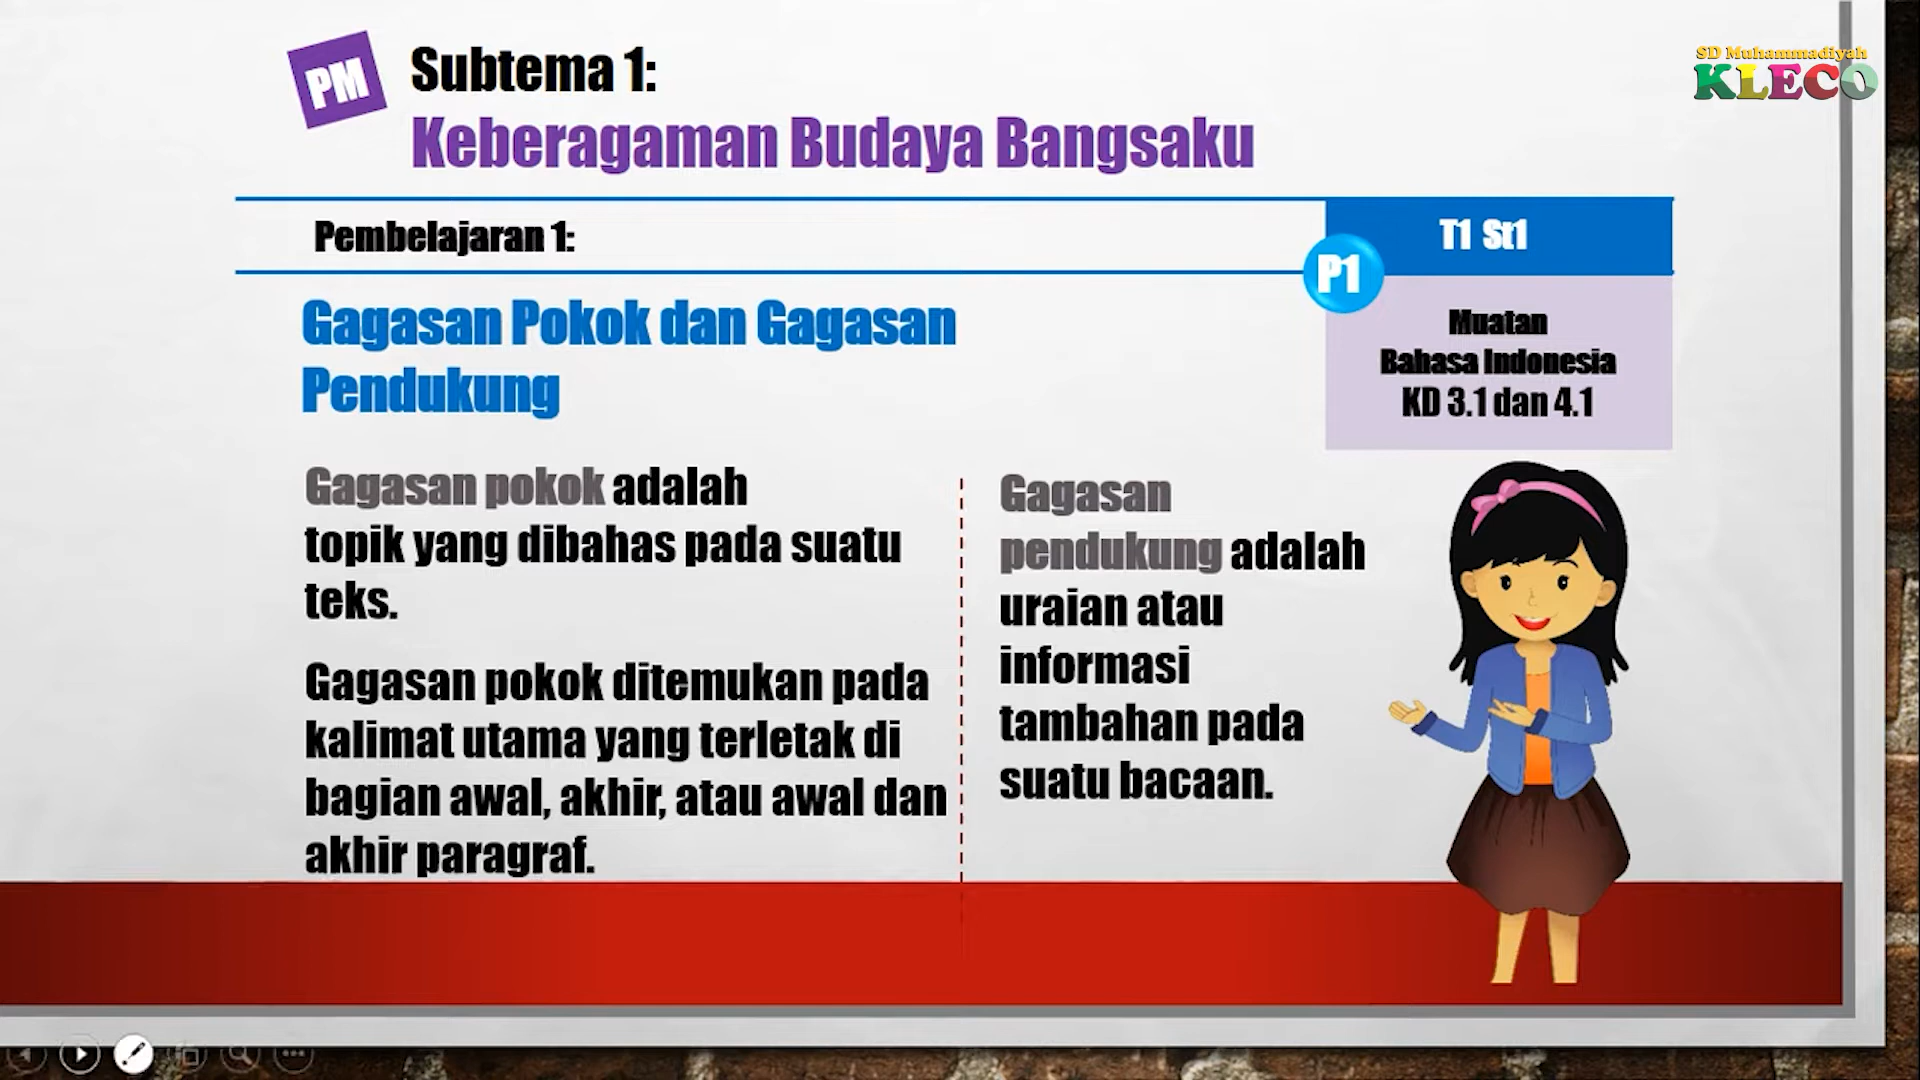 PM
Subtema 1:
Keberagaman Budaya Bangsaku
SD Muhammadiyah
KLECO
Pembelajaran 1:
T1 St1
P1
Muatan
Bahasa Indonesia
KD 3.1 dan 4.1
Gagasan Pokok dan Gagasan
Pendukung
Gagasan pokok adalah
topik yang dibahas pada suatu
teks.
Gagasan pokok ditemukan pada
kalimat utama yang terletak di
bagian awal, akhir, atau awal dan
akhir paragraf.
Gagasan
pendukung adalah
uraian atau
informasi
tambahan pada
suatu bacaan.